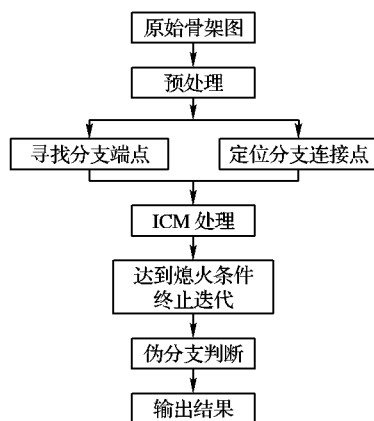 原始骨架图
预处理
寻找分支端点
定位分支连接点
ICM 处理
达到熄火条件
终止迭代
伪分支判断
输出结果